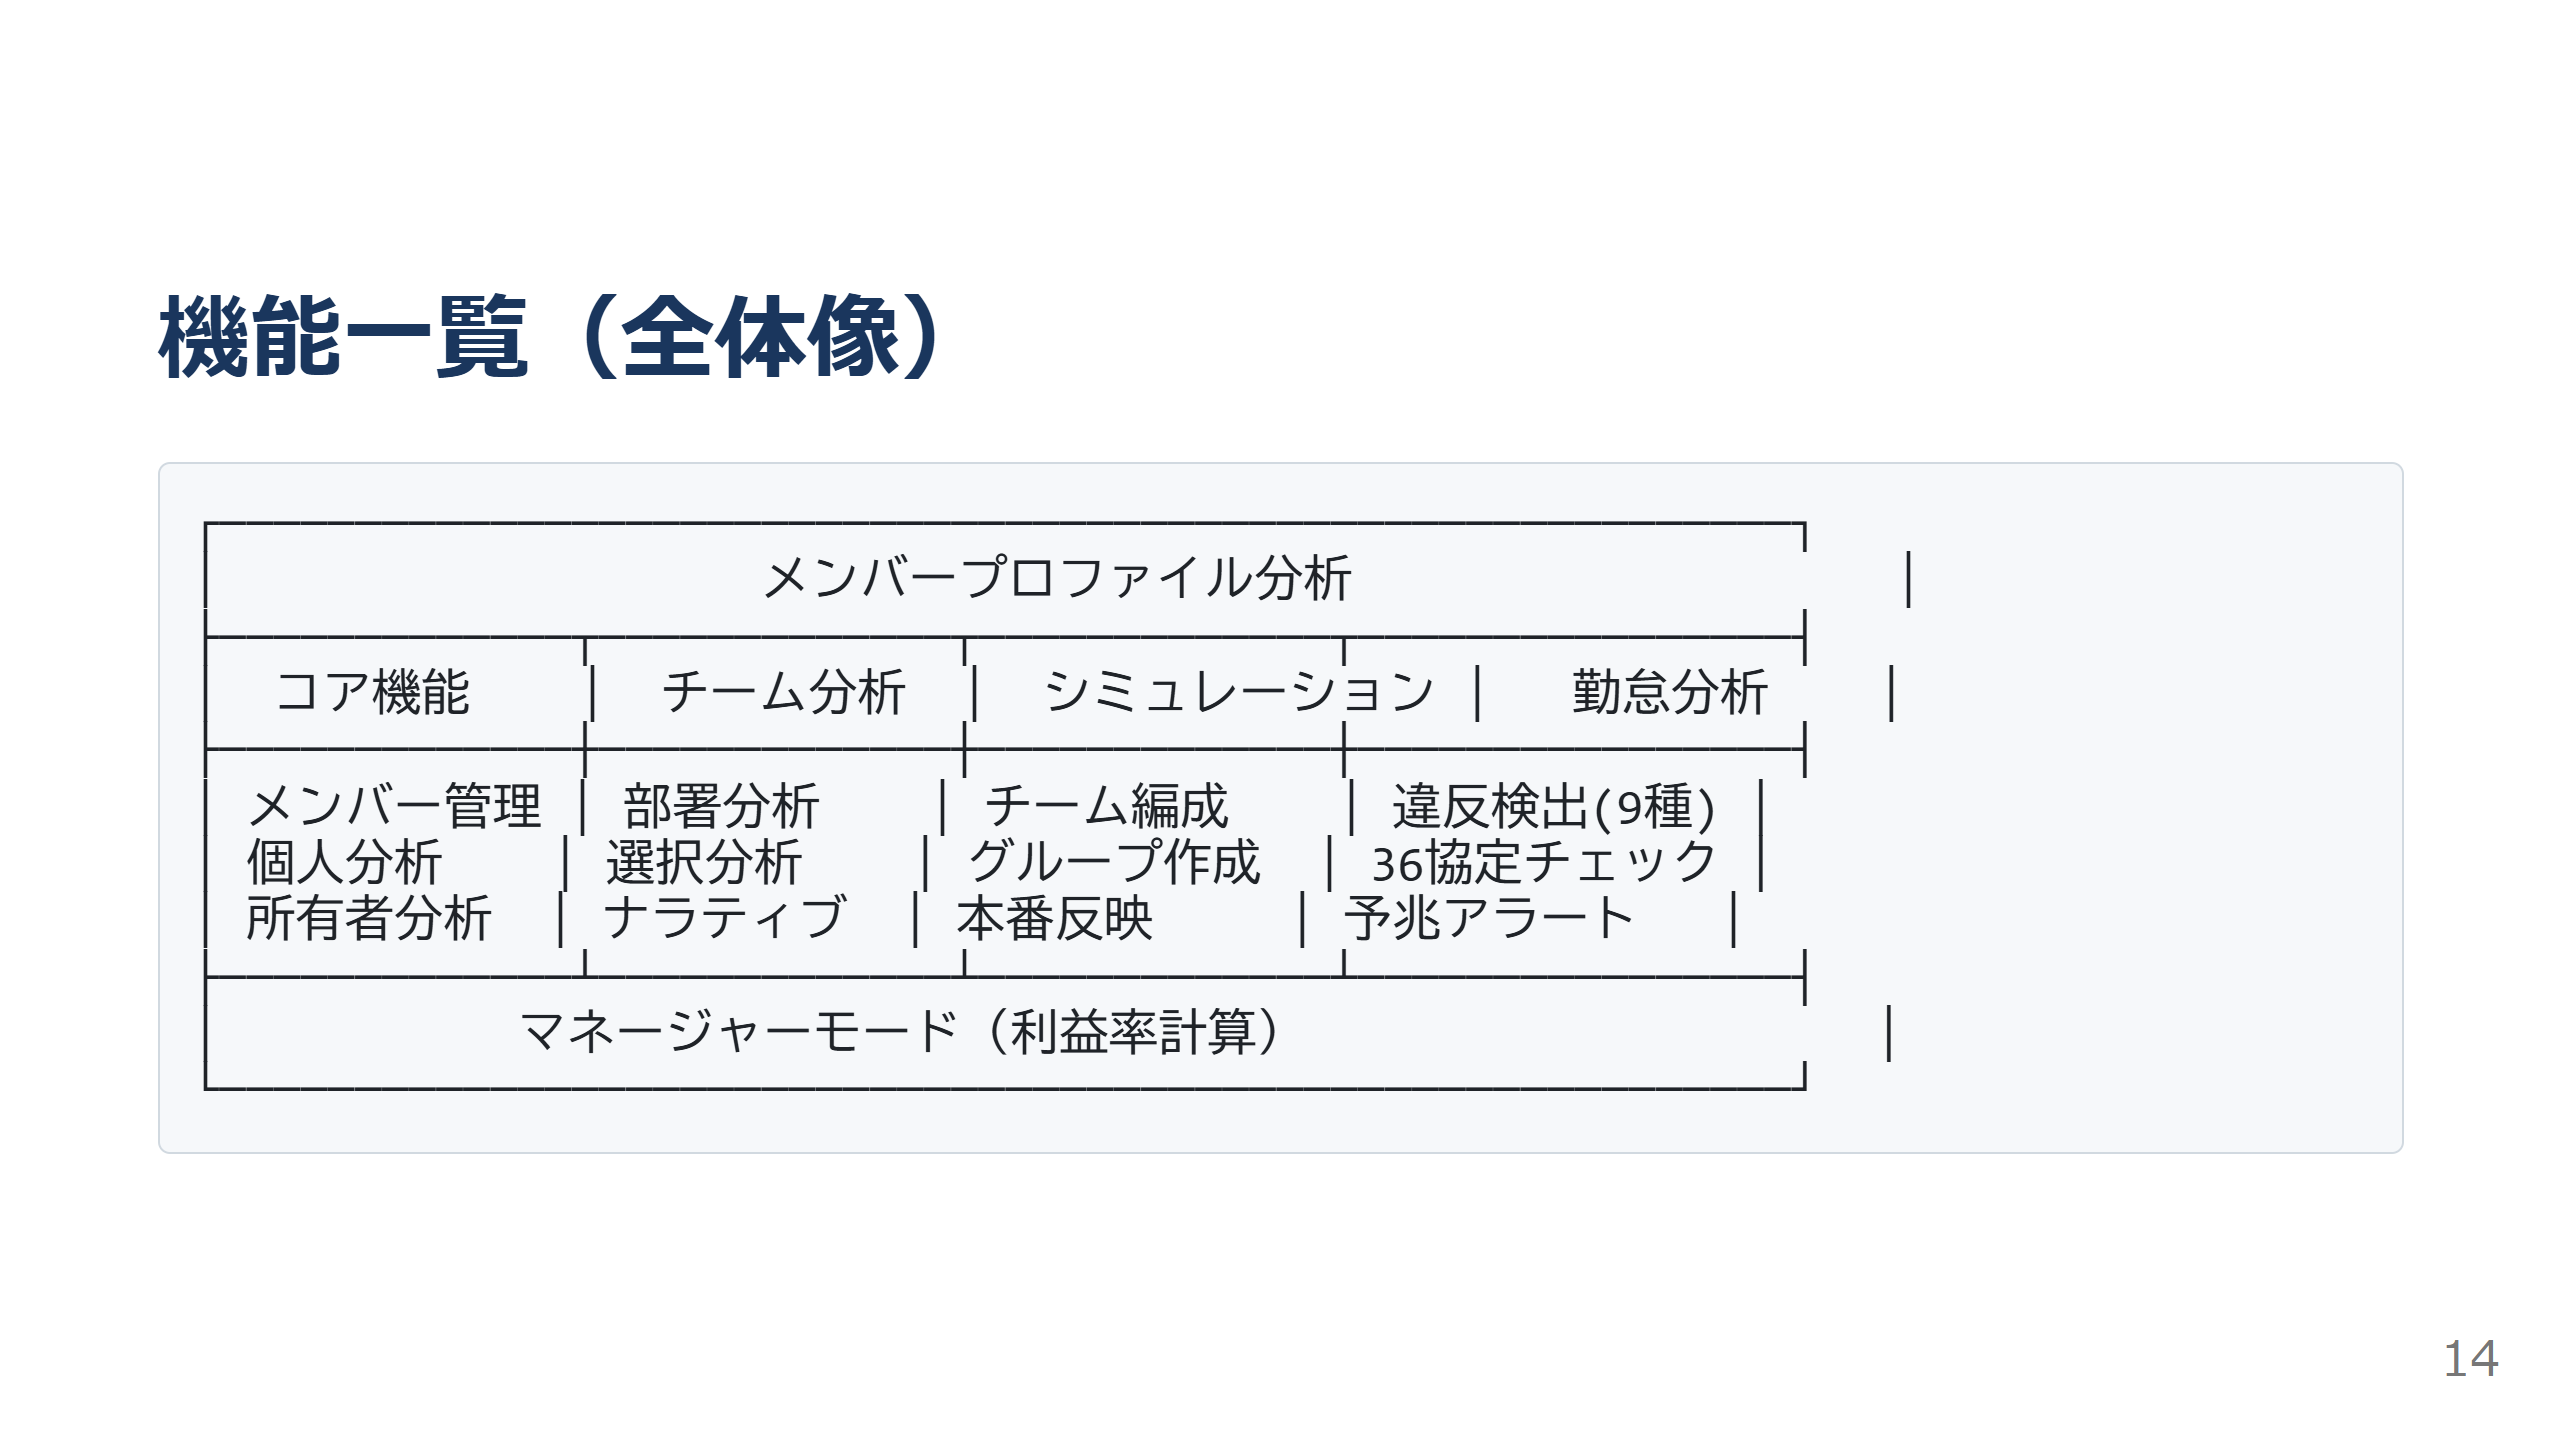 機能一覧（全体像）
メンバープロファイル分析
コア機能 チーム分析 シミュレーション 勤怠分析
メンバー管理 部署分析 チーム編成 違反検出(9種)
個人分析 選択分析 グループ作成 36協定チェック
所有者分析 ナラティブ 本番反映 予兆アラート
マネージャーモード（利益率計算）
14